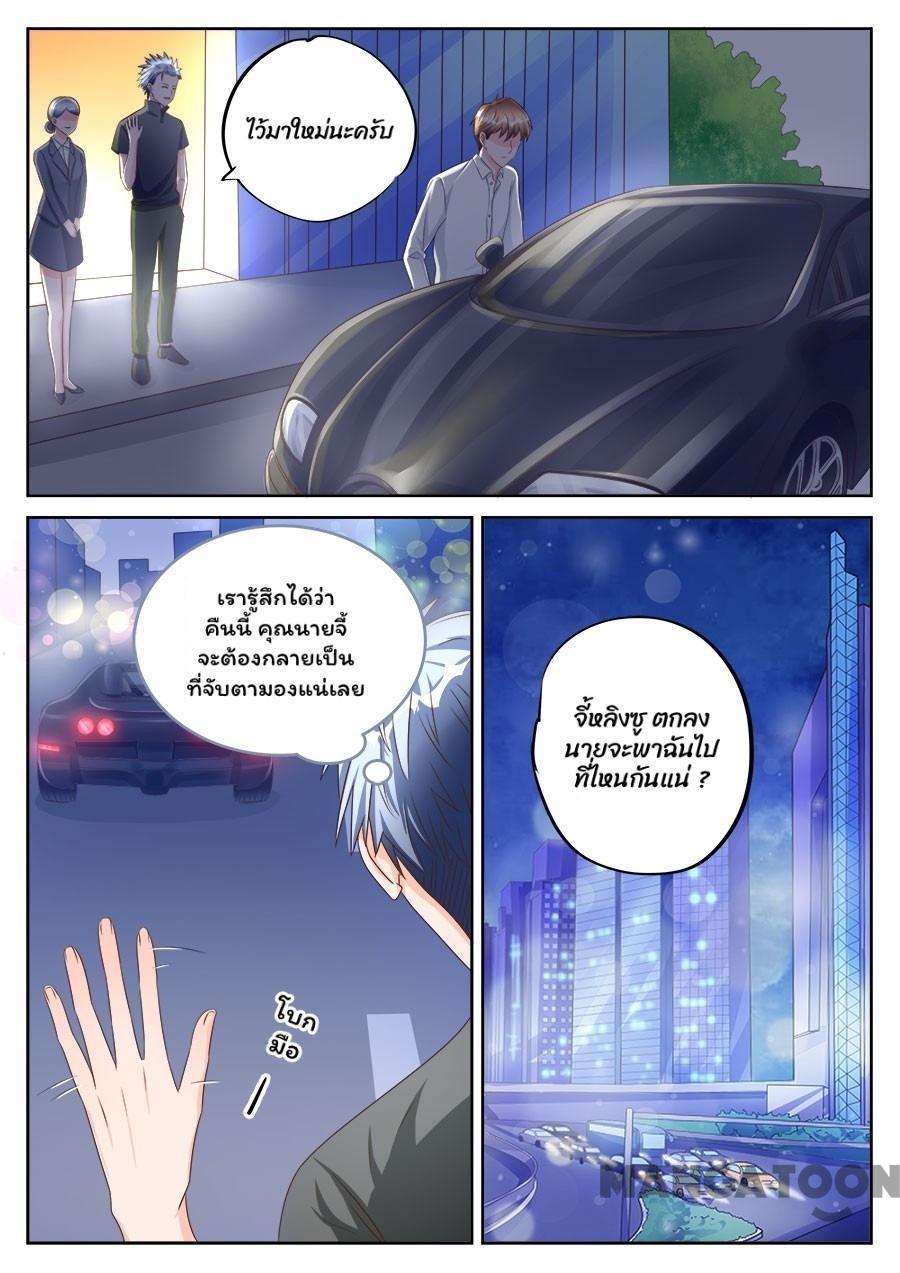 ไว้มาใหม่นะครับ
เรารู้สึกได้ว่า
คืนนี้ คุณนายจี้
จะต้องกลายเป็น
ที่จับตามองแน่เลย
โบก
มือ
จี้หลิงซู ตกลง
นายจะพาฉันไป
ที่ไหนกันแน่ ?
MANGATOON